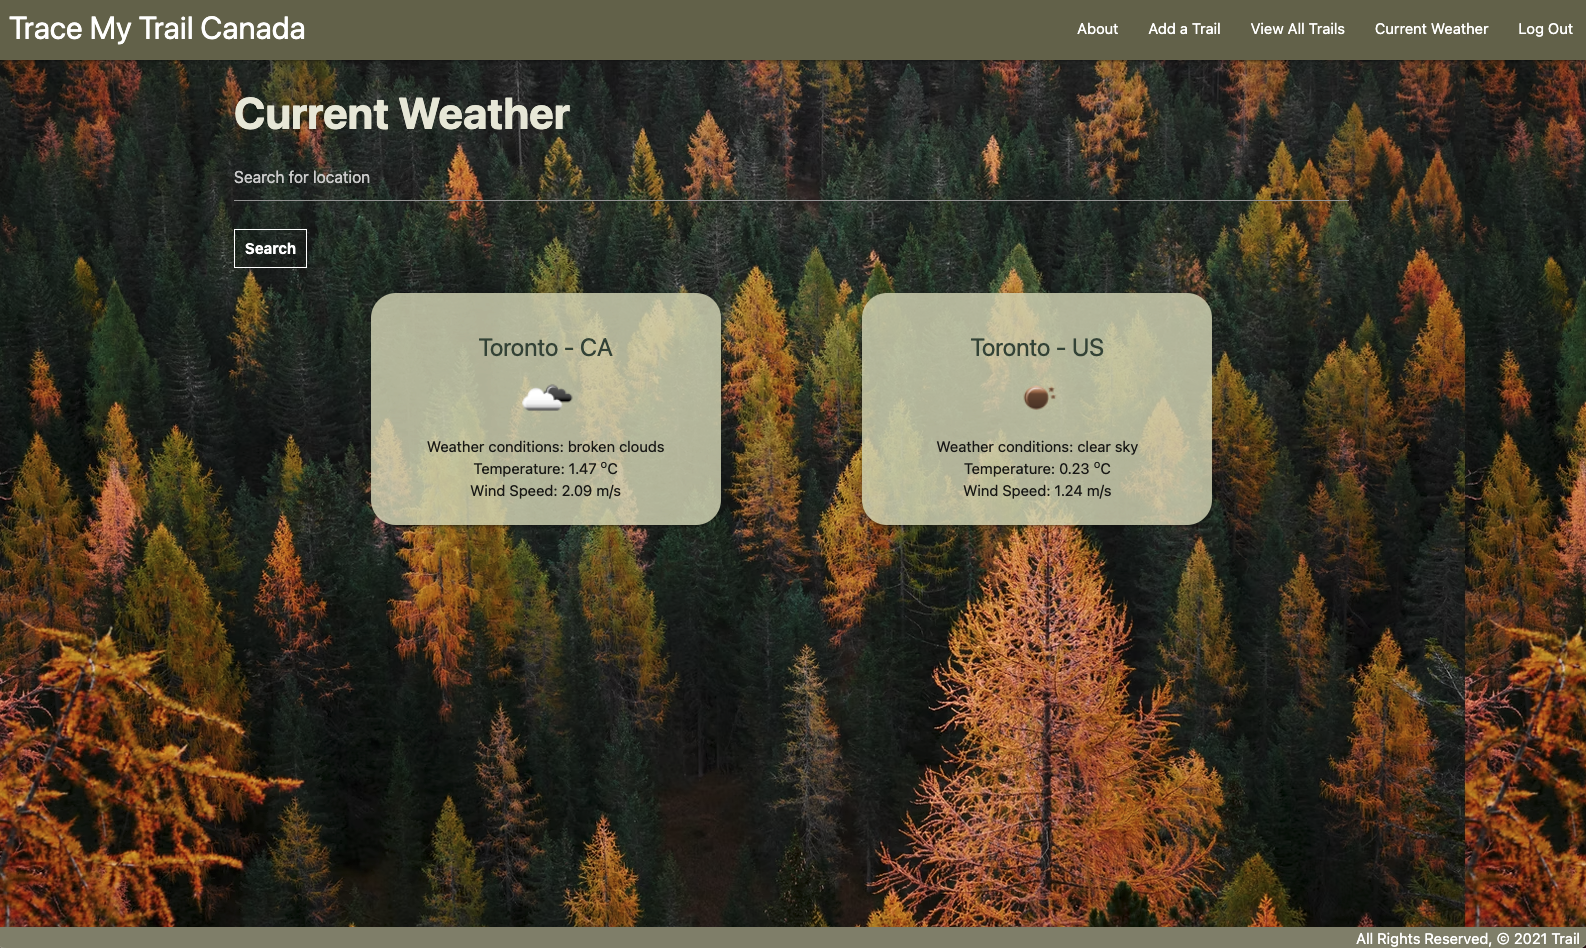 Trace My Trail Canada
About
Add a Trail
View All Trails
Current Weather
Log Out
Current Weather
Search for location
Search
Toronto - CA
Weather conditions: broken clouds
Temperature: 1.47 ºC
Wind Speed: 2.09 m/s
Toronto - US
Weather conditions: clear sky
Temperature: 0.23 ºC
Wind Speed: 1.24 m/s
All Rights Reserved, © 2021 Trail